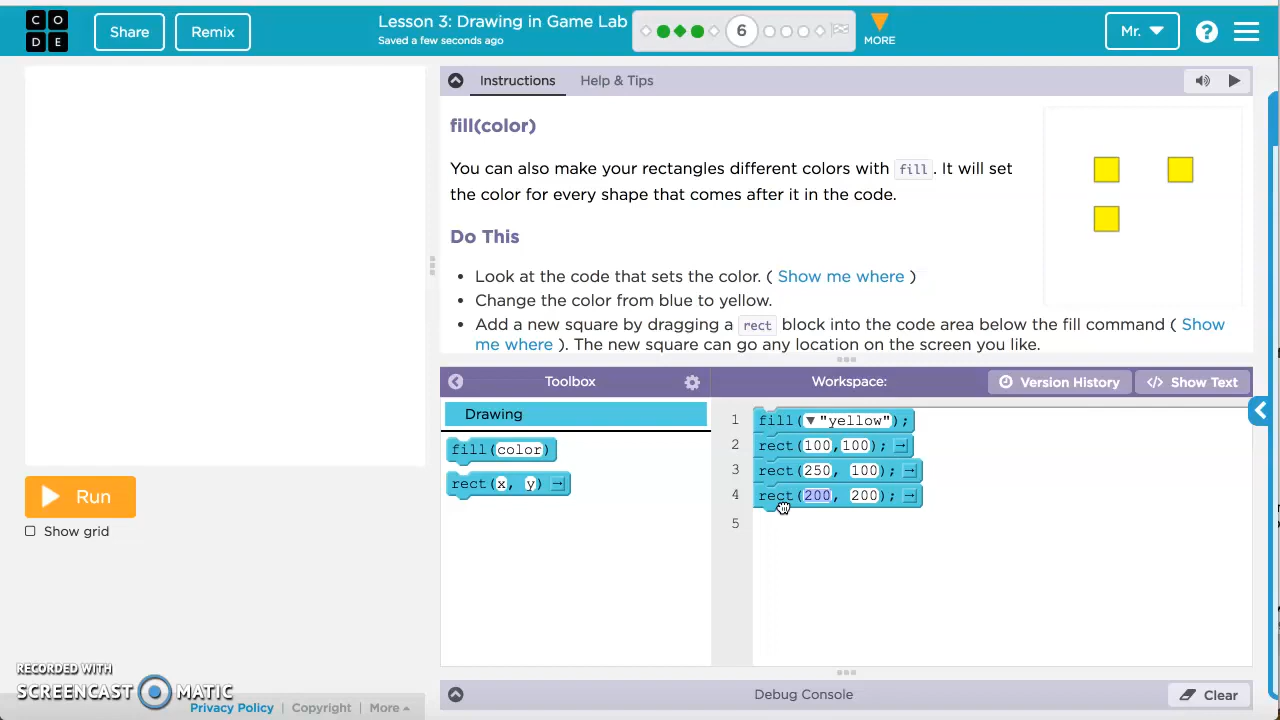 CO
DE
Share
Remix
Lesson 3: Drawing in Game Lab
Saved a few seconds ago
6
MORE
Mr.
?
Instructions
Help & Tips
fill(color)
You can also make your rectangles different colors with fill. It will set
the color for every shape that comes after it in the code.
Do This
Look at the code that sets the color. ( Show me where )
Change the color from blue to yellow.
Add a new square by dragging a rect block into the code area below the fill command ( Show
me where ). The new square can go any location on the screen you like.
Toolbox
Workspace:
Version History
</> Show Text
Drawing
fill(color)
rect(x, y)
1 fill("yellow");
2 rect(100,100);
3 rect(250, 100);
4 rect(200, 200);
5
Run
Show grid
RECORDED WITH
SCREENCAST MATIC
Privacy Policy | Copyright | More
Debug Console
Clear